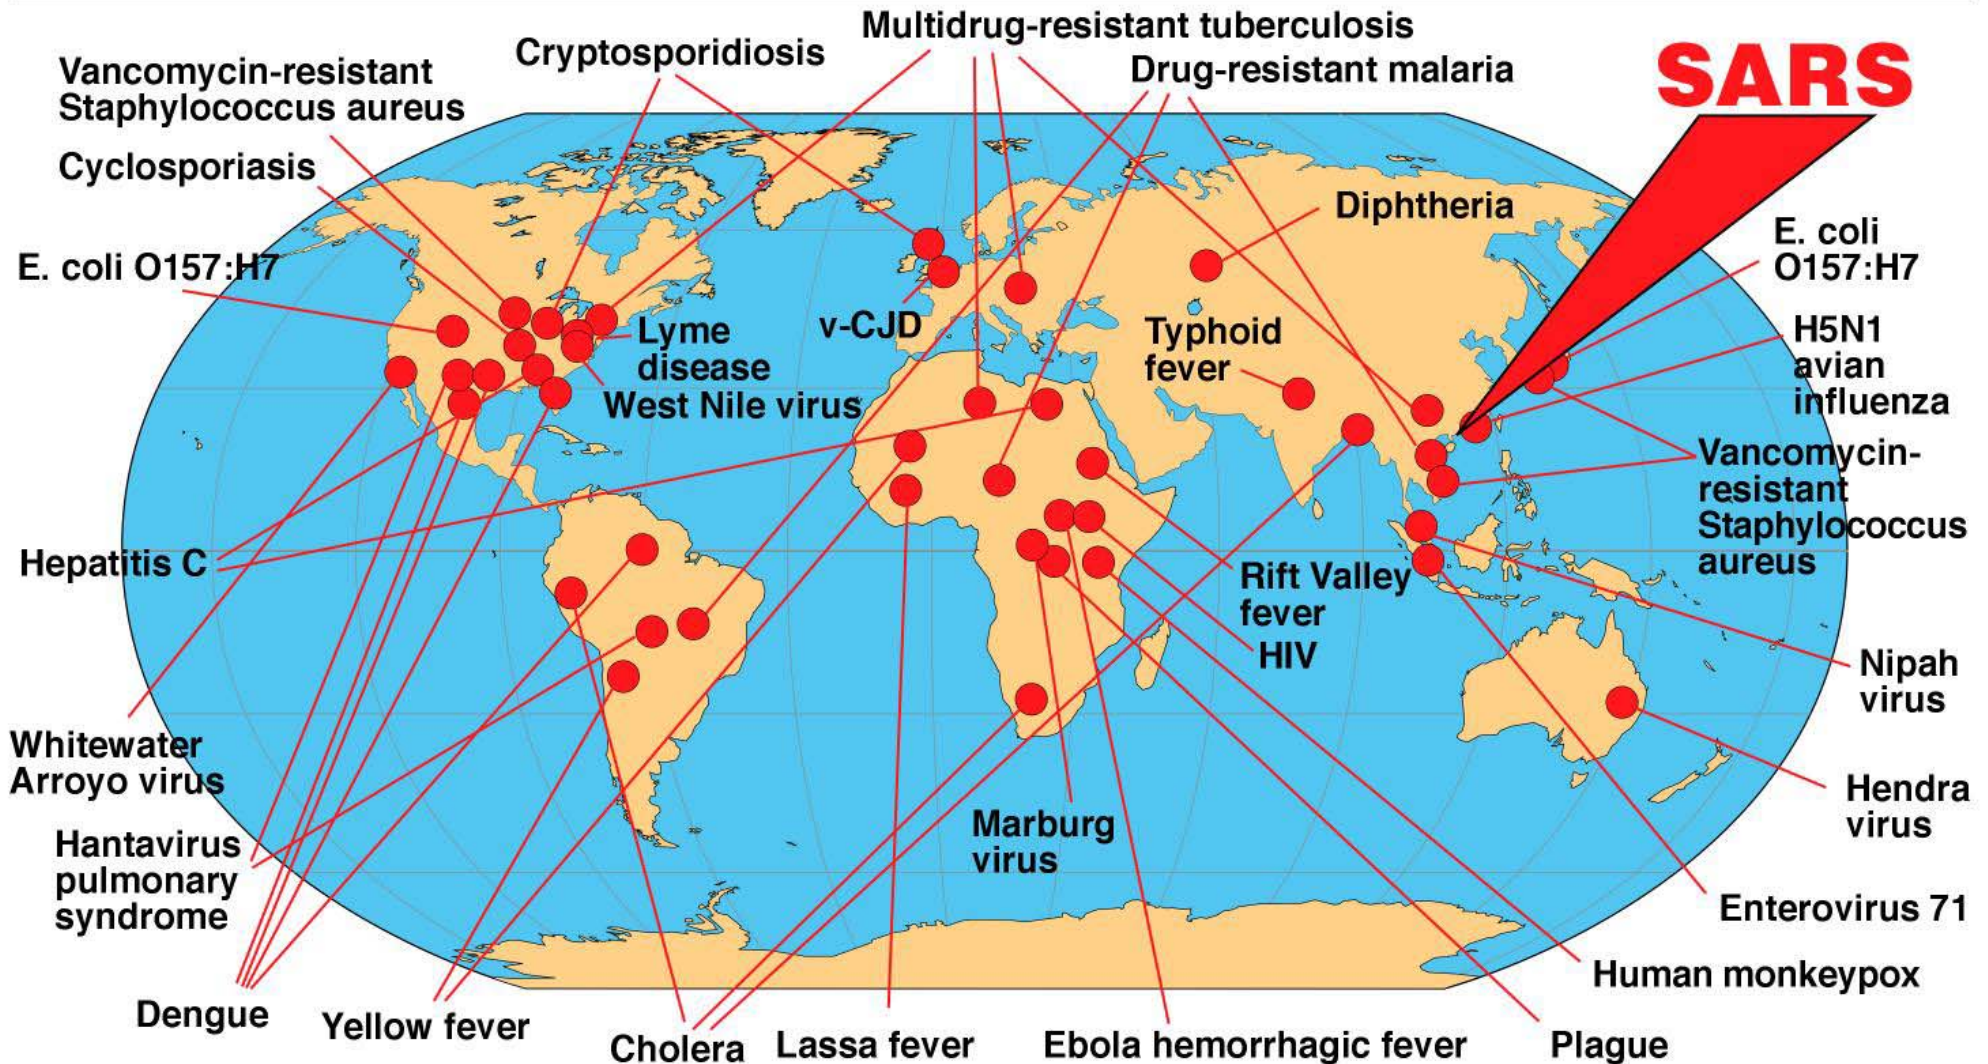 Multidrug-resistant tuberculosis
Cryptosporidiosis
Drug-resistant malaria
SARS
Vancomycin-resistant
Staphylococcus aureus
Cyclosporiasis
E. coli O157:H7
Diphtheria
E. coli
O157:H7
H5N1
avian
influenza
Lyme
disease
West Nile virus
v-CJD
Typhoid
fever
Vancomycin-
resistant
Staphylococcus
aureus
Hepatitis C
Rift Valley
fever
HIV
Nipah
virus
Whitewater
Arroyo virus
Hendra
virus
Hantavirus
pulmonary
syndrome
Marburg
virus
Enterovirus 71
Human monkeypox
Dengue
Yellow fever
Cholera
Lassa fever
Ebola hemorrhagic fever
Plague